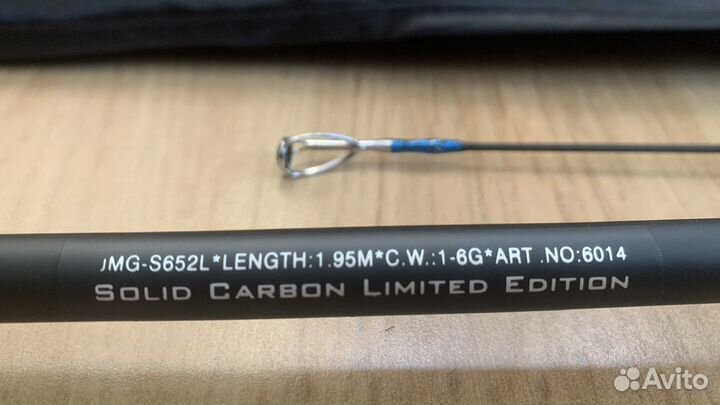 JMG-S652L*LENGTH:1.95M*C.W.:1-6G*ART .NO:6014
SOLID CARBON LIMITED EDITION
Avito